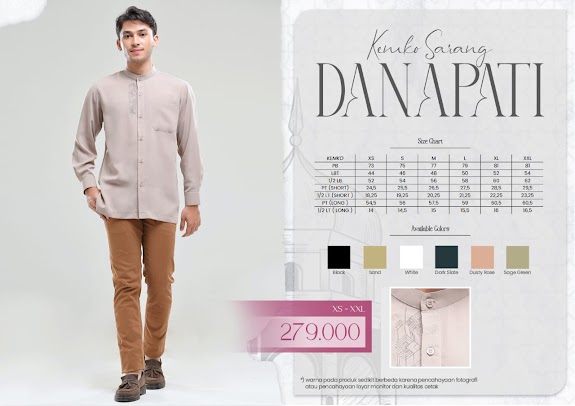 Kemko Sarang
DANAPATI
Size Chart
KEMKO XS S M L XL XXL
PB 73 75 77 79 81 81
LBT 44 46 48 50 52 54
1/2 LB 52 54 56 58 60 62
PT (SHORT) 24,5 25,5 26,5 27,5 28,5 29,5
1/2 LT (SHORT) 18,25 19,25 20,25 21,25 22,25 23,25
PT (LONG) 54,5 56 57,5 59 60,5 60,5
1/2 LT (LONG) 14 14,5 15 15,5 16 16,5
Available Colors
Black Sand White Dark Slate Dusty Rose Sage Green
XS - XXL
279.000
*) warna pada produk sedikit berbeda karena pencahayaan fotografi
atau pencahayaan layar monitor dan kualitas cetak